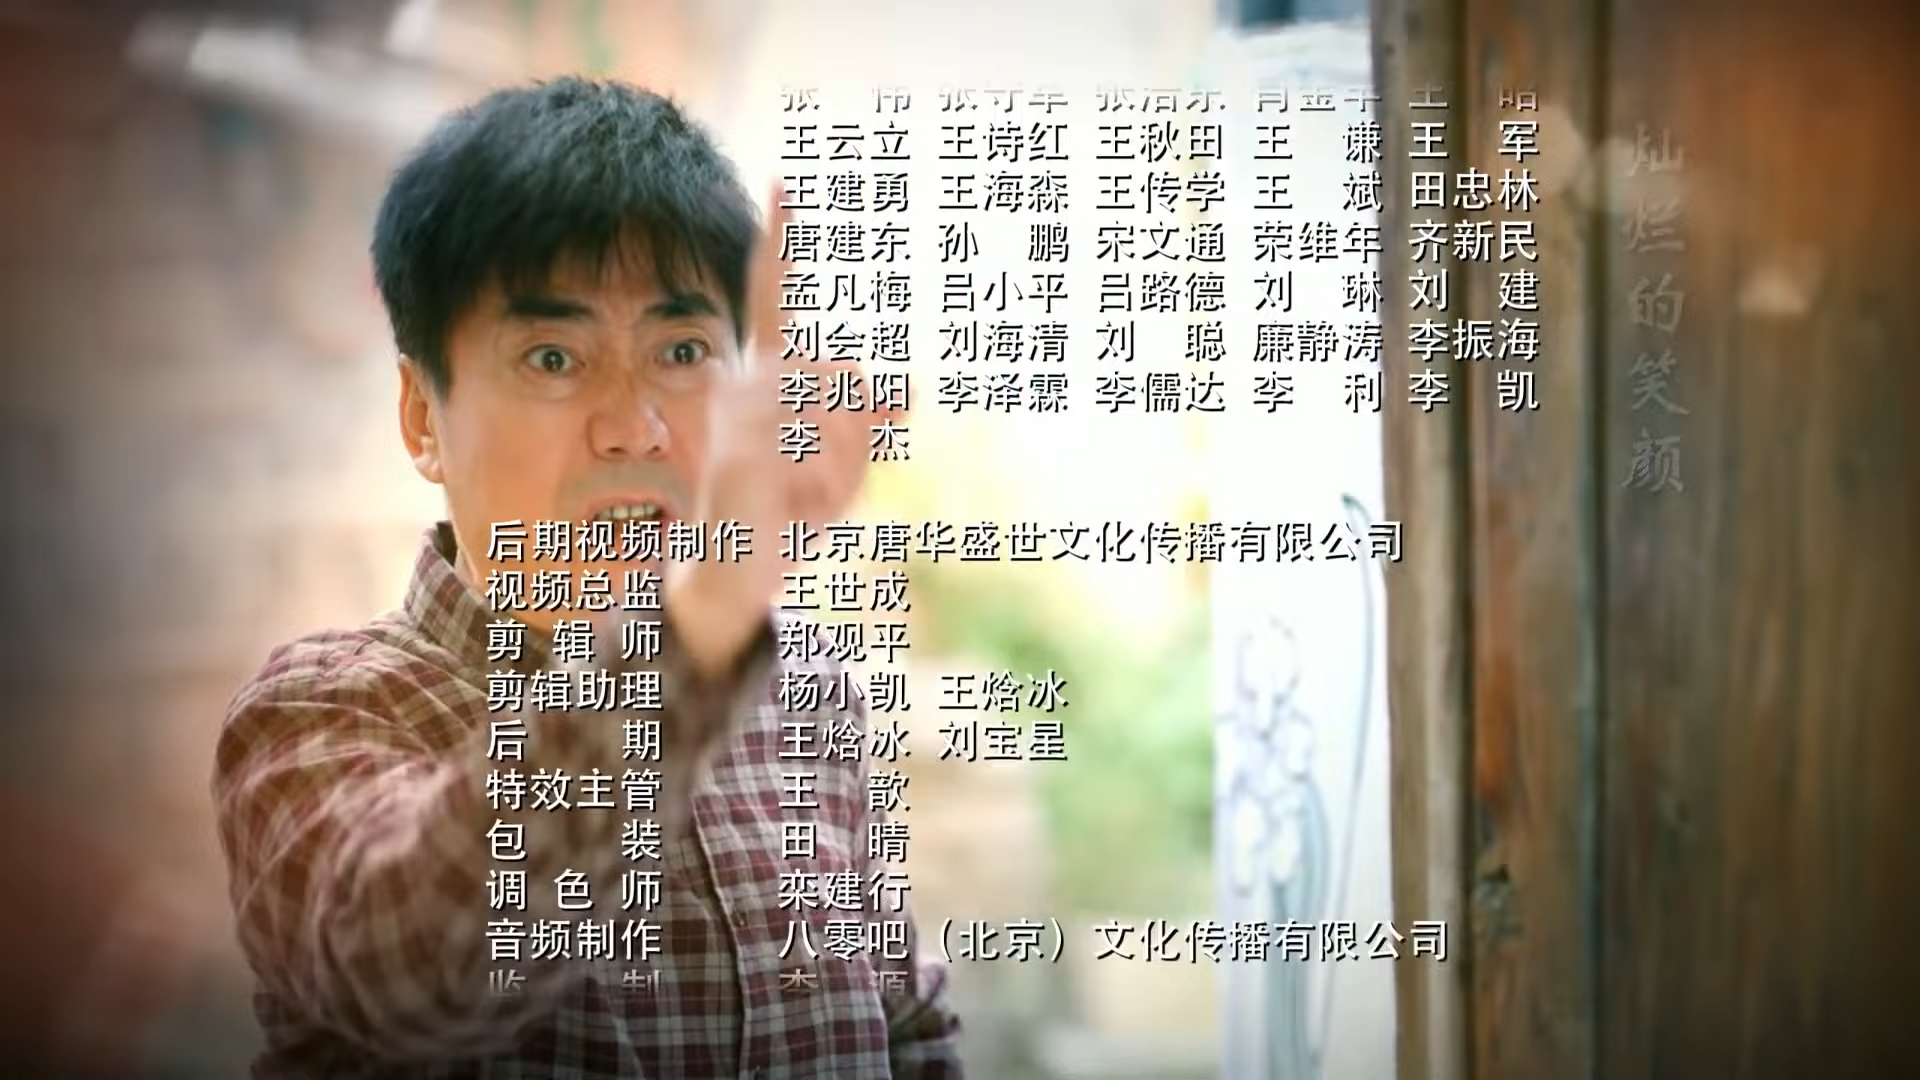 王云立 王诗红 王秋田 王 谦 王 军
王建勇 王海森 王传学 王 斌 田忠林
唐建东 孙 鹏 宋文通 荣维年 齐新民
孟凡梅 吕小平 吕路德 刘 琳 刘 建
刘会超 刘海清 刘 聪 廉静涛 李振海
李兆阳 李泽霖 李儒达 李 利 李 凯
李 杰
后期视频制作 北京唐华盛世文化传播有限公司
视频总监 王世成
剪辑师 郑观平
剪辑助理 杨小凯 王焓冰
后 期 王焓冰 刘宝星
特效主管 王 歆
包 装 田 晴
调色师 栾建行
音频制作 八零吧（北京）文化传播有限公司
灿烂的笑颜